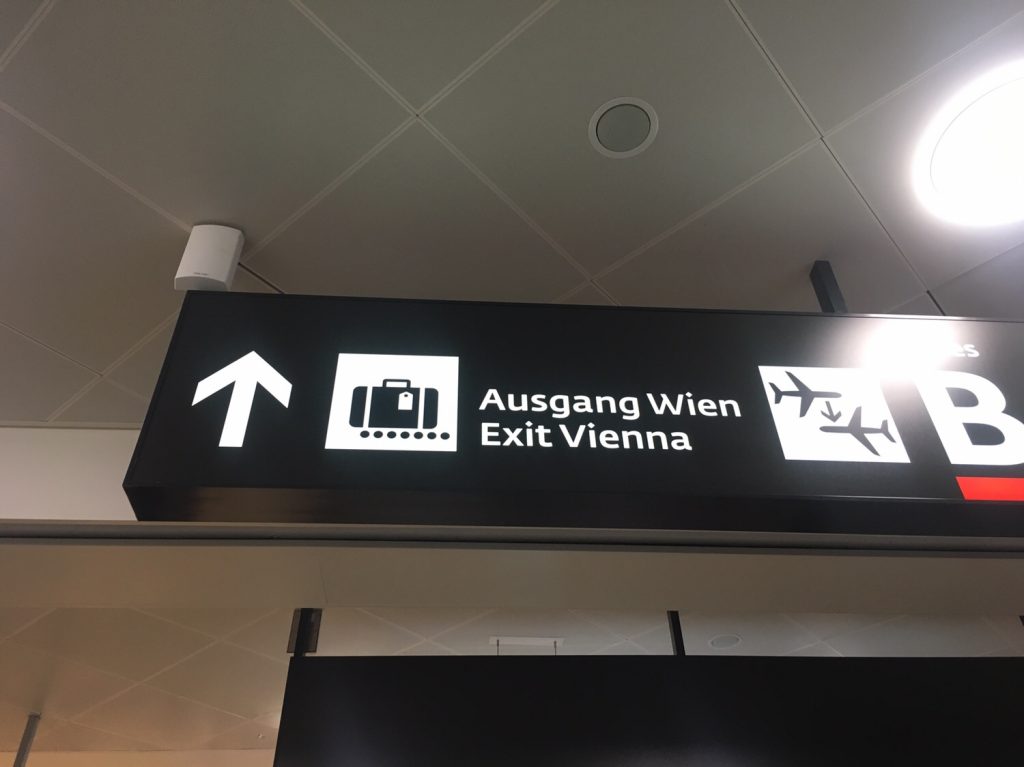 Ausgang Wien
Exit Vienna
B